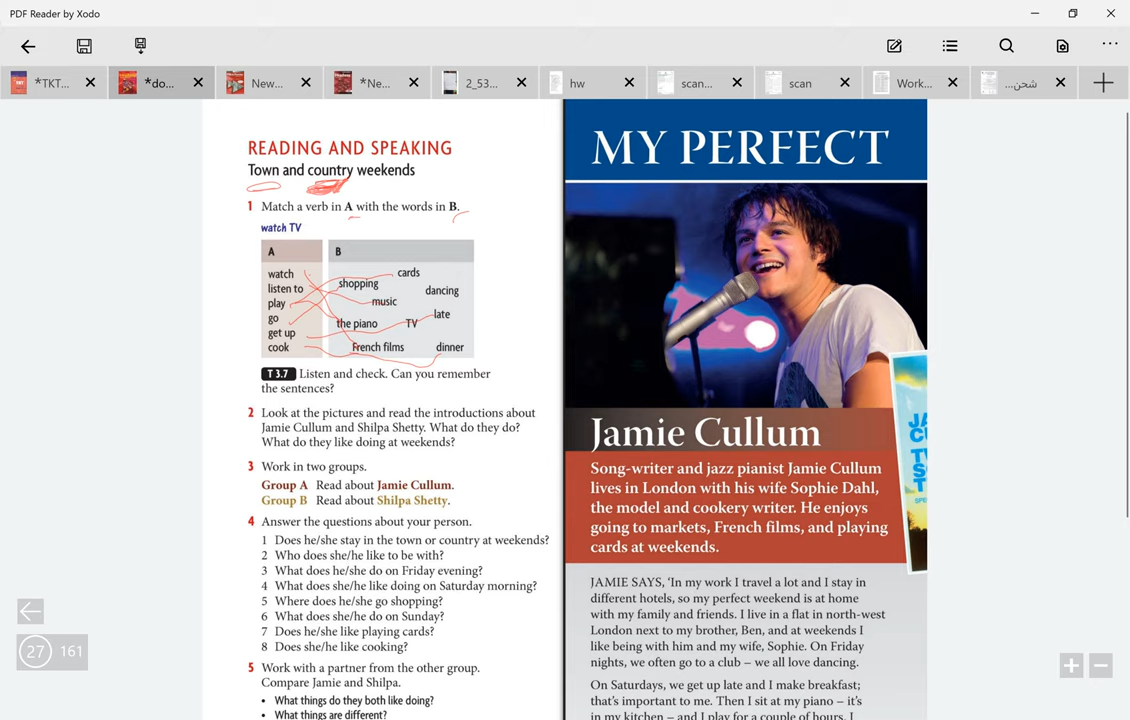 PDF Reader by Xodo
*TKT...
*do...
New...
*Ne...
2_53...
hw
scan...
scan
Work...
شحن...
READING AND SPEAKING
Town and country weekends
1 Match a verb in A with the words in B.
watch TV
A
B
watch
listen to
play
go
get up
cook
cards
shopping
dancing
music
late
the piano
TV
French films
dinner
T 3.7 Listen and check. Can you remember
the sentences?
2 Look at the pictures and read the introductions about
Jamie Cullum and Shilpa Shetty. What do they do?
What do they like doing at weekends?
3 Work in two groups.
Group A Read about Jamie Cullum.
Group B Read about Shilpa Shetty.
4 Answer the questions about your person.
1 Does he/she stay in the town or country at weekends?
2 Who does she/he like to be with?
3 What does he/she do on Friday evening?
4 What does she/he like doing on Saturday morning?
5 Where does he/she go shopping?
6 What does she/he do on Sunday?
7 Does he/she like playing cards?
8 Does she/he like cooking?
5 Work with a partner from the other group.
Compare Jamie and Shilpa.
• What things do they both like doing?
• What things are different?
27 161
MY PERFECT
Jamie Cullum
Song-writer and jazz pianist Jamie Cullum
lives in London with his wife Sophie Dahl,
the model and cookery writer. He enjoys
going to markets, French films, and playing
cards at weekends.
JAMIE SAYS, 'In my work I travel a lot and I stay in
different hotels, so my perfect weekend is at home
with my family and friends. I live in a flat in north-west
London next to my brother, Ben, and at weekends I
like being with him and my wife, Sophie. On Friday
nights, we often go to a club – we all love dancing.
On Saturdays, we get up late and I make breakfast;
that's important to me. Then I sit at my piano – it's
in my kitchen – and I play for a couple of hours. I